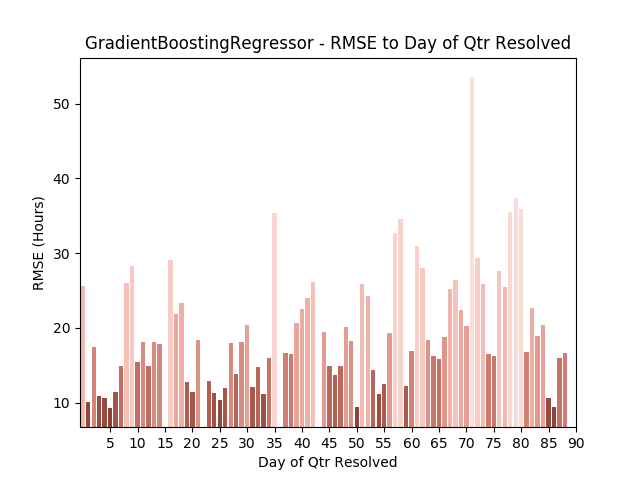 GradientBoostingRegressor - RMSE to Day of Qtr Resolved
50
40
30
20
10
RMSE (Hours)
5 10 15 20 25 30 35 40 45 50 55 60 65 70 75 80 85 90
Day of Qtr Resolved